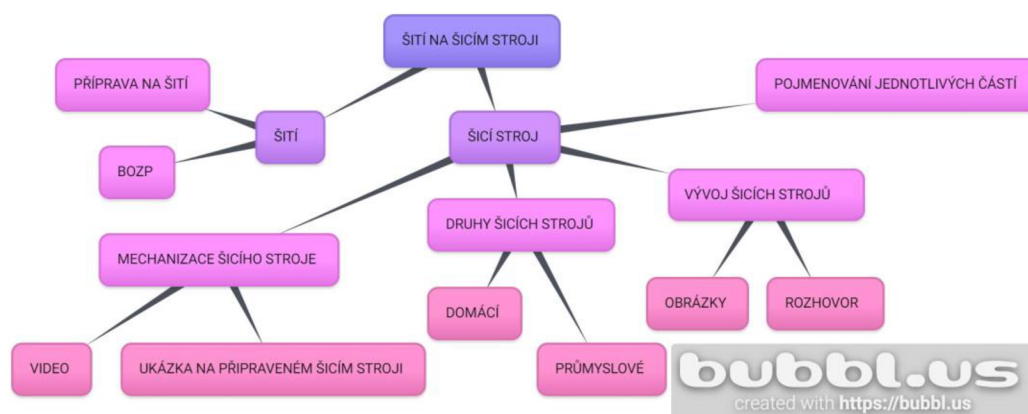 ŠITÍ NA ŠICÍM STROJI
PŘÍPRAVA NA ŠITÍ
POJMENOVÁNÍ JEDNOTLIVÝCH ČÁSTÍ
ŠITÍ
ŠICÍ STROJ
BOZP
VÝVOJ ŠICÍCH STROJŮ
DRUHY ŠICÍCH STROJŮ
MECHANIZACE ŠICÍHO STROJE
OBRÁZKY
ROZHOVOR
DOMÁCÍ
VIDEO
UKÁZKA NA PŘIPRAVENÉM ŠICÍM STROJI
PRŮMYSLOVÉ
bubbl.us
created with https://bubbl.us